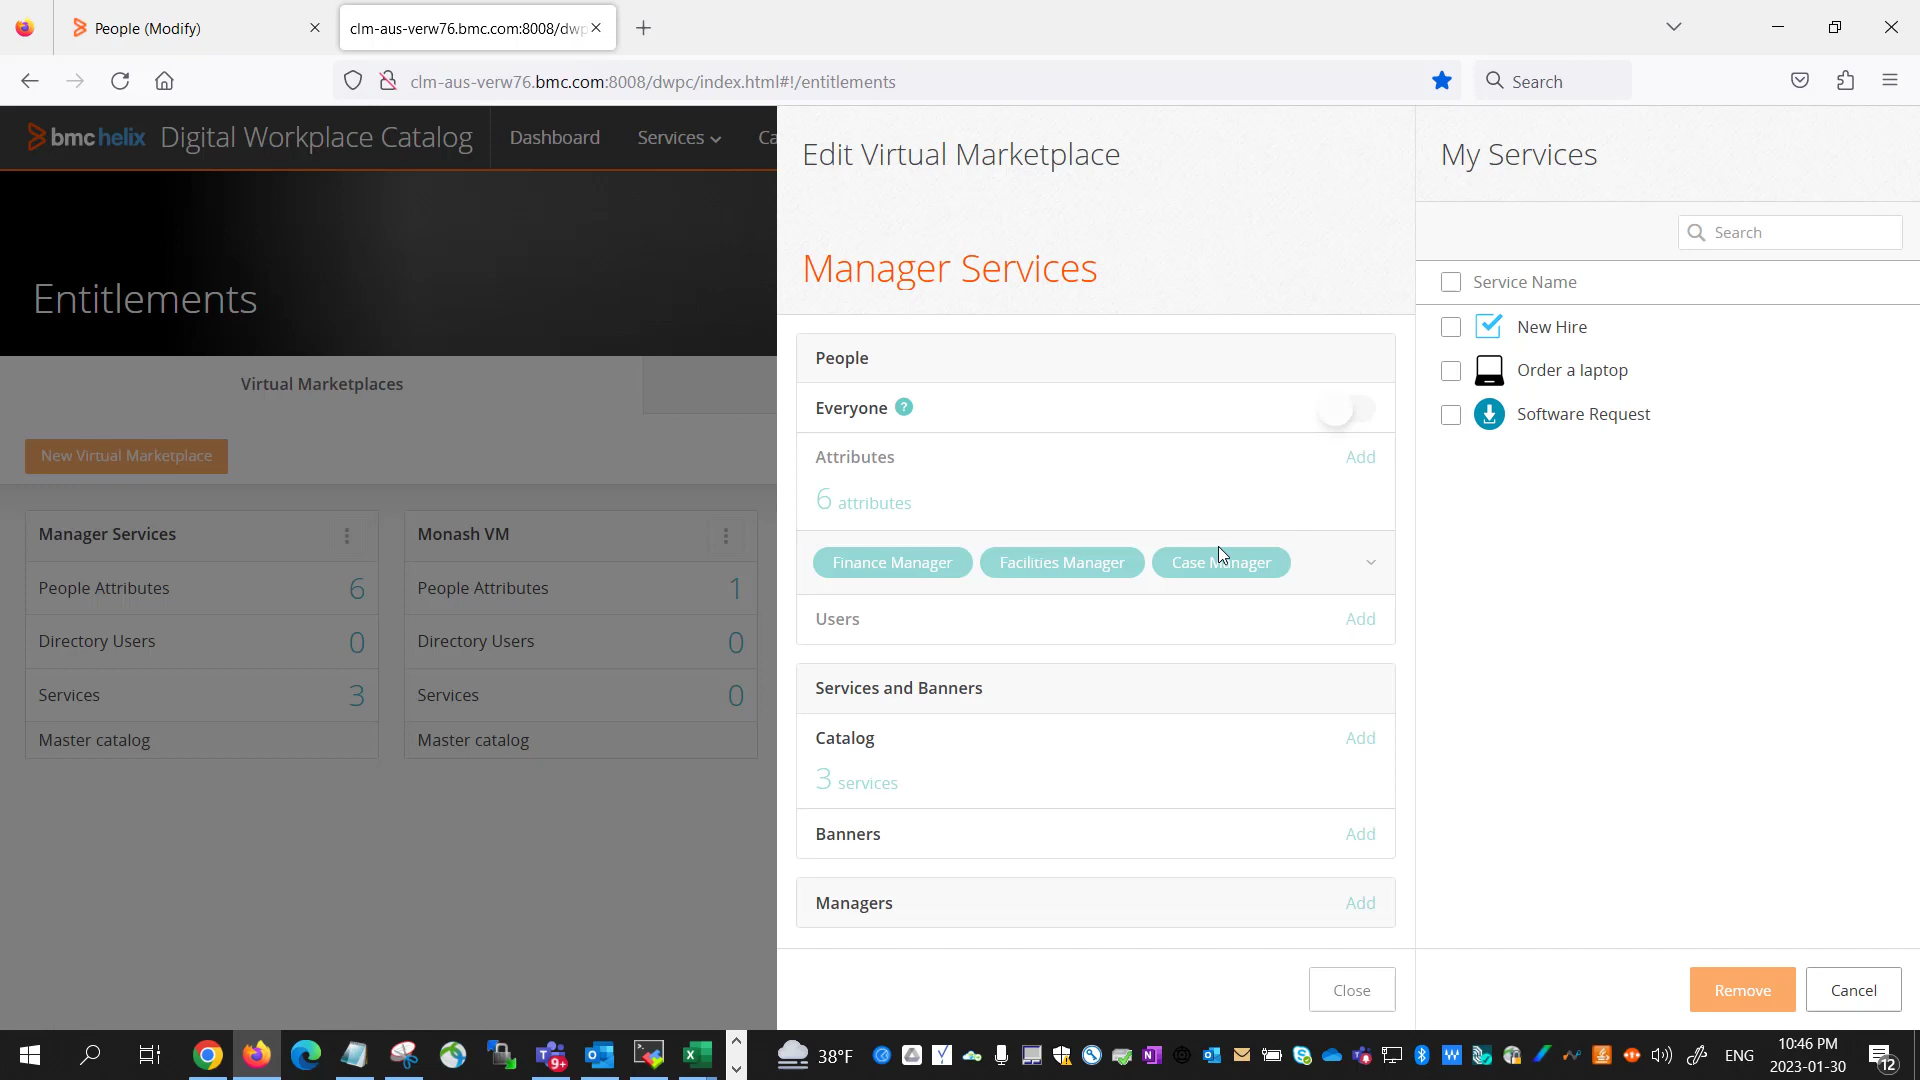 People (Modify)
clm-aus-verw76.bmc.com:8008/dwp
clm-aus-verw76.bmc.com:8008/dwpc/index.html#!/entitlements
Search
bmc helix Digital Workplace Catalog
Dashboard
Services
Ca
Entitlements
Virtual Marketplaces
New Virtual Marketplace
Manager Services
People Attributes 6
Directory Users 0
Services 3
Master catalog
Monash VM
People Attributes 1
Directory Users 0
Services 0
Master catalog
Edit Virtual Marketplace
Manager Services
People
Everyone ?
Attributes Add
6 attributes
Finance Manager Facilities Manager Case Manager
Users Add
Services and Banners
Catalog Add
3 services
Banners Add
Managers Add
Close
My Services
Search
Service Name
New Hire
Order a laptop
Software Request
Remove
Cancel
9+
38°F
ENG
10:46 PM
2023-01-30
12